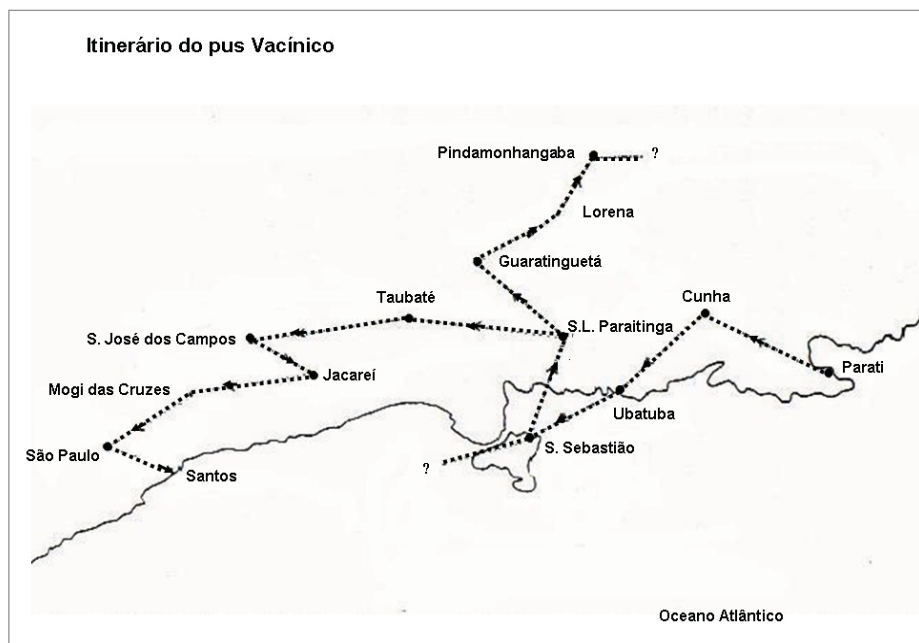 Itinerário do pus Vacínico
Pindamonhangaba
?
Lorena
Guaratinguetá
Cunha
Taubaté
S.L. Paraitinga
S. José dos Campos
Parati
Jacareí
Mogi das Cruzes
Ubatuba
S. Sebastião
São Paulo
?
Santos
Oceano Atlântico